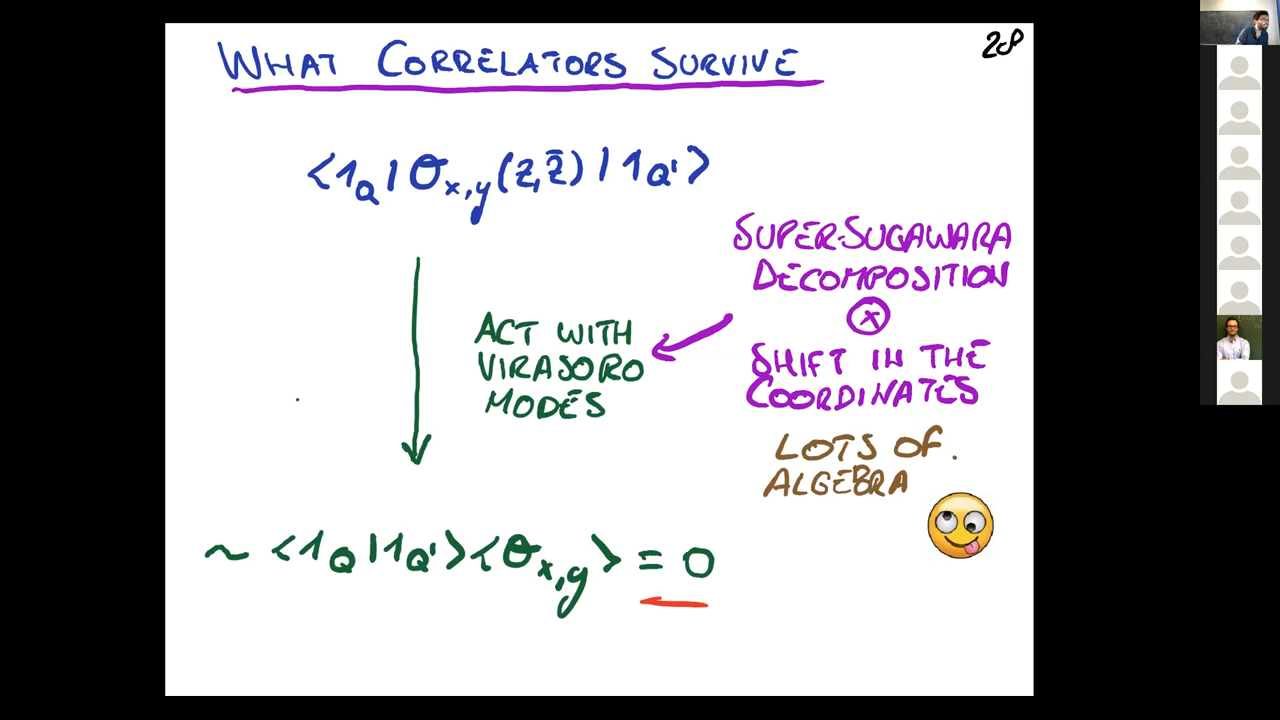 WHAT CORRELATORS SURVIVE
28
<1_Q|O_{x,y}(z,z̄)|1_{Q'}>
SUPER-SUGAWARA
DECOMPOSITION
ⓧ
SHIFT IN THE
COORDINATES
ACT WITH
VIRASORO
MODES
LOTS OF.
ALGEBRA
~ <1_Q|1_{Q'}><O_{x,y}> = 0